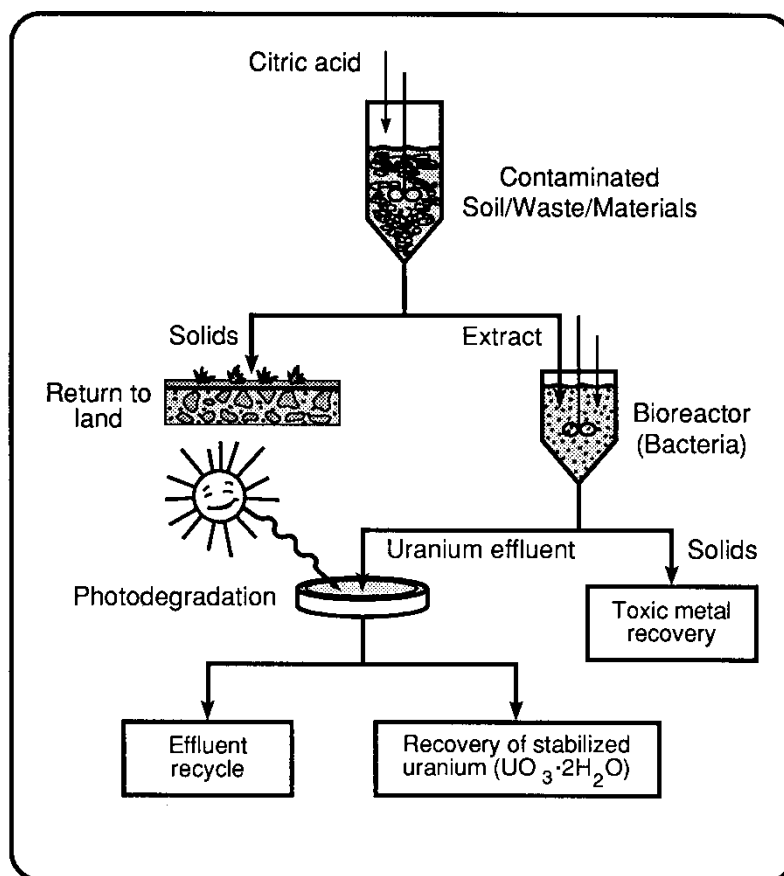 Citric acid
Contaminated
Soil/Waste/Materials
Solids
Extract
Return to
land
Bioreactor
(Bacteria)
Uranium effluent
Solids
Photodegradation
Toxic metal
recovery
Effluent
recycle
Recovery of stabilized
uranium (UO3·2H2O)